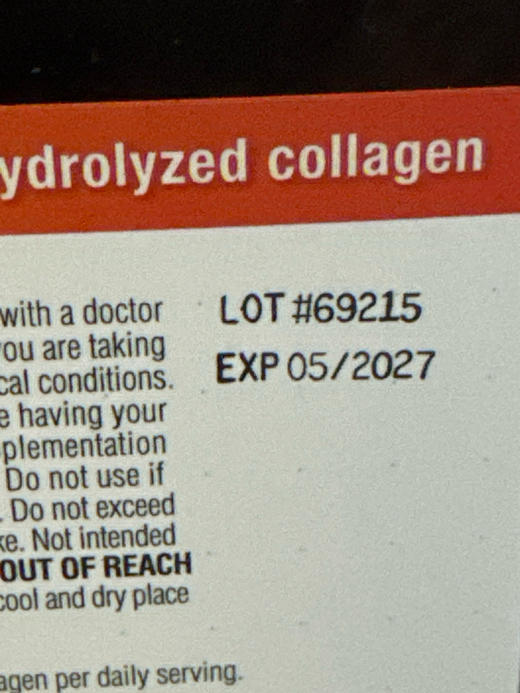 ydrolyzed collagen
with a doctor
you are taking
cal conditions.
e having your
plementation
Do not use if
. Do not exceed
ke. Not intended
OUT OF REACH
cool and dry place
agen per daily serving.
LOT #69215
EXP 05/2027